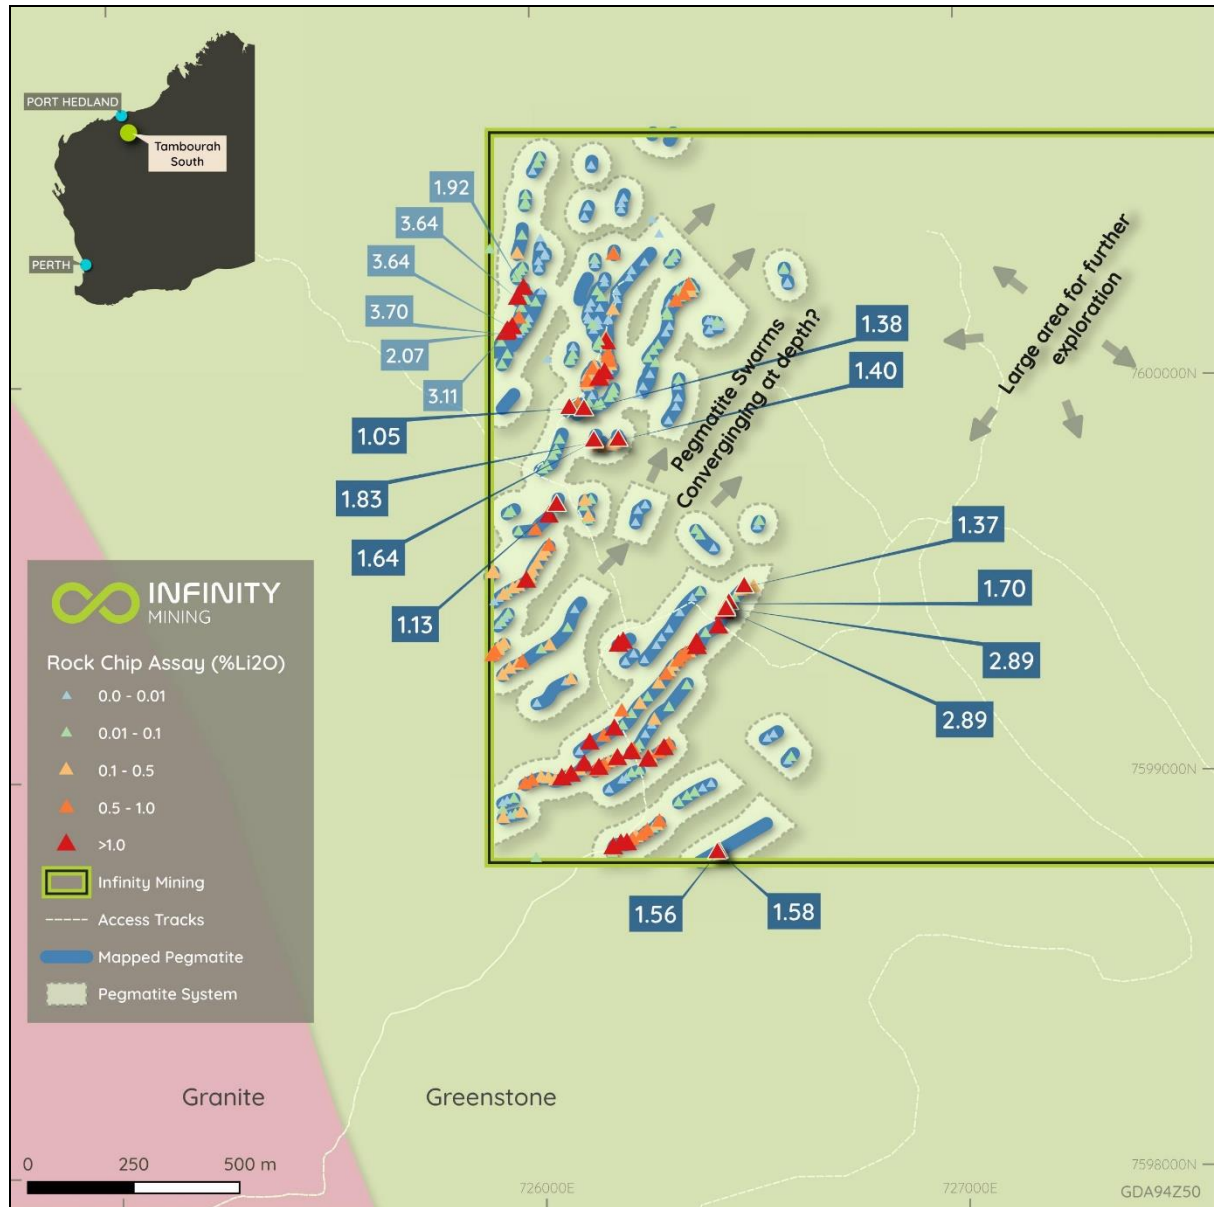 PORT HEDLAND
Tambourah
South
PERTH
1.92
3.64
3.64
3.70
2.07
3.11
1.05
1.83
1.64
1.13
1.38
1.40
1.37
1.70
2.89
2.89
1.56
1.58
Pegmatite Swarms
Converginging at depth?
Large area for further
exploration
7600000N
7599000N
7598000N
INFINITY
MINING
Rock Chip Assay (%Li2O)
0.0 - 0.01
0.01 - 0.1
0.1 - 0.5
0.5 - 1.0
>1.0
Infinity Mining
Access Tracks
Mapped Pegmatite
Pegmatite System
Granite
Greenstone
0 250 500 m
726000E
727000E
GDA94Z50